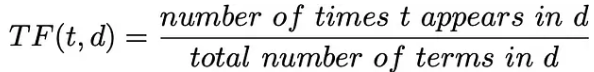 TF(t, d) = number of times t appears in d / total number of terms in d